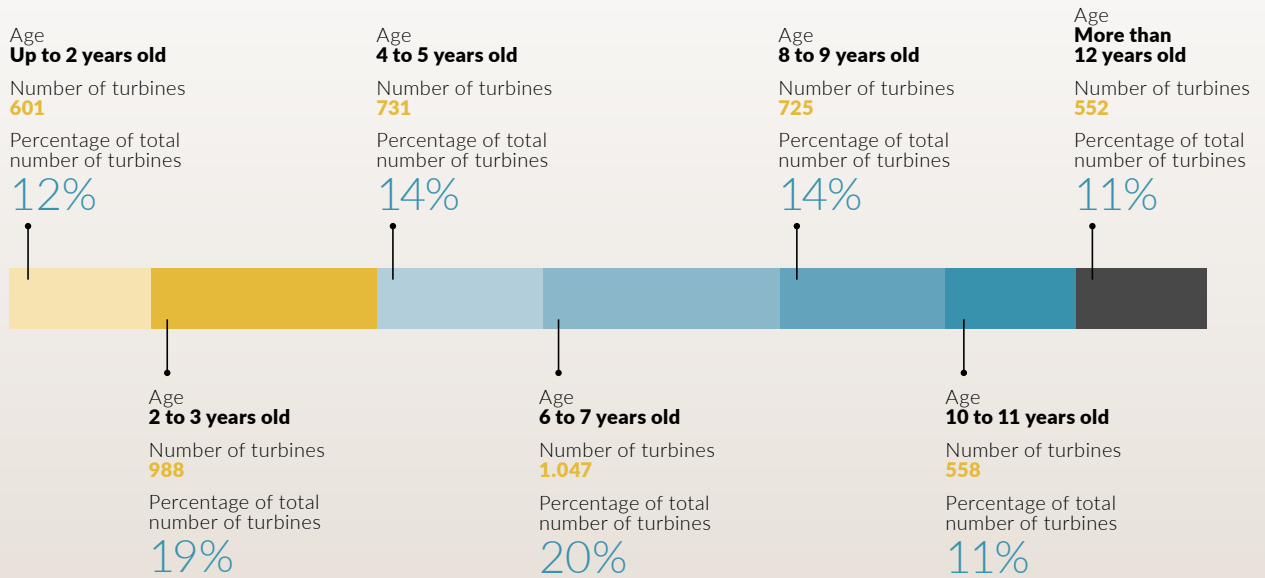 Age
Up to 2 years old
Number of turbines
601
Percentage of total
number of turbines
12%
Age
4 to 5 years old
Number of turbines
731
Percentage of total
number of turbines
14%
Age
8 to 9 years old
Number of turbines
725
Percentage of total
number of turbines
14%
Age
More than
12 years old
Number of turbines
552
Percentage of total
number of turbines
11%
Age
2 to 3 years old
Number of turbines
988
Percentage of total
number of turbines
19%
Age
6 to 7 years old
Number of turbines
1.047
Percentage of total
number of turbines
20%
Age
10 to 11 years old
Number of turbines
558
Percentage of total
number of turbines
11%